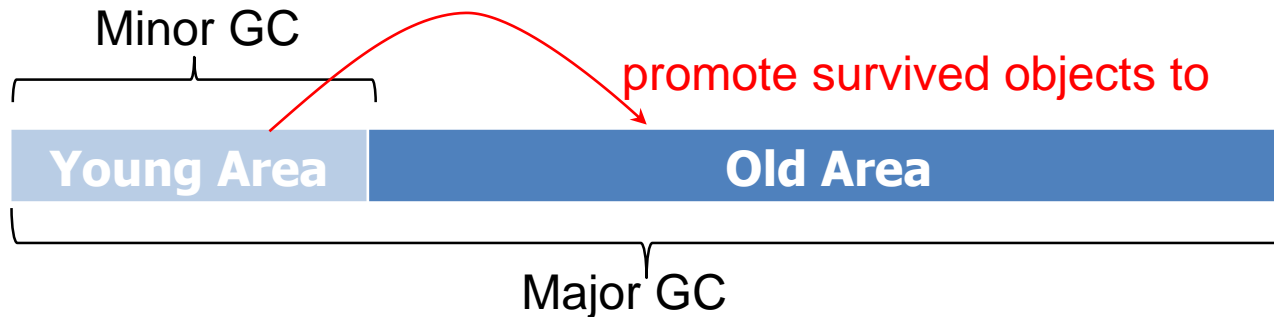 Minor GC
promote survived objects to
Young Area
Old Area
Major GC